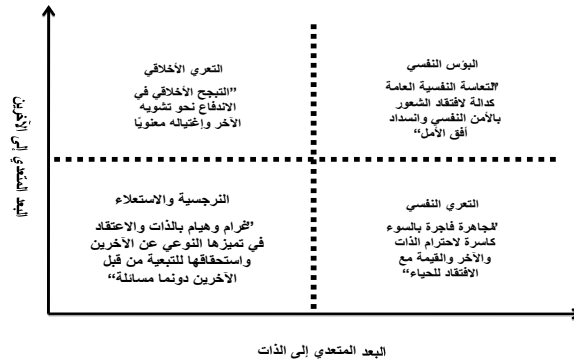 البؤس النفسي
"التعاسة النفسية العامة
كدالة لافتقاد الشعور
بالأمن النفسي وانسداد
أفق الأمل"
التعري الأخلاقي
"التبجح الأخلاقي في
الاندفاع نحو تشويه
الآخر وإغتياله معنويًا
التعري النفسي
"مجاهرة فاجرة بالسوء
كاسرة لاحترام الذات
والآخر والقيمة مع
الافتقاد للحياء"
النرجسية والاستعلاء
"غرام وهيام بالذات والاعتقاد
في تميزها النوعي عن الآخرين
واستحقاقها للتبعية من قبل
الآخرين دونما مسائلة"
البعد المتعدي إلى الآخرين
البعد المتعدي إلى الذات